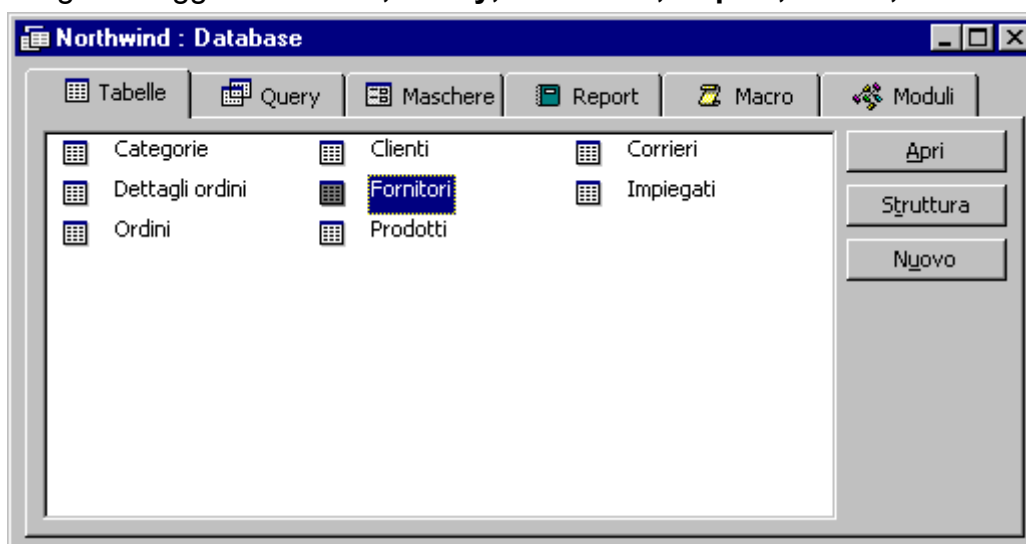 Northwind : Database
Tabelle Query Maschere Report Macro Moduli
Categorie Clienti Corrieri Apri
Dettagli ordini Fornitori Impiegati Struttura
Ordini Prodotti Nuovo